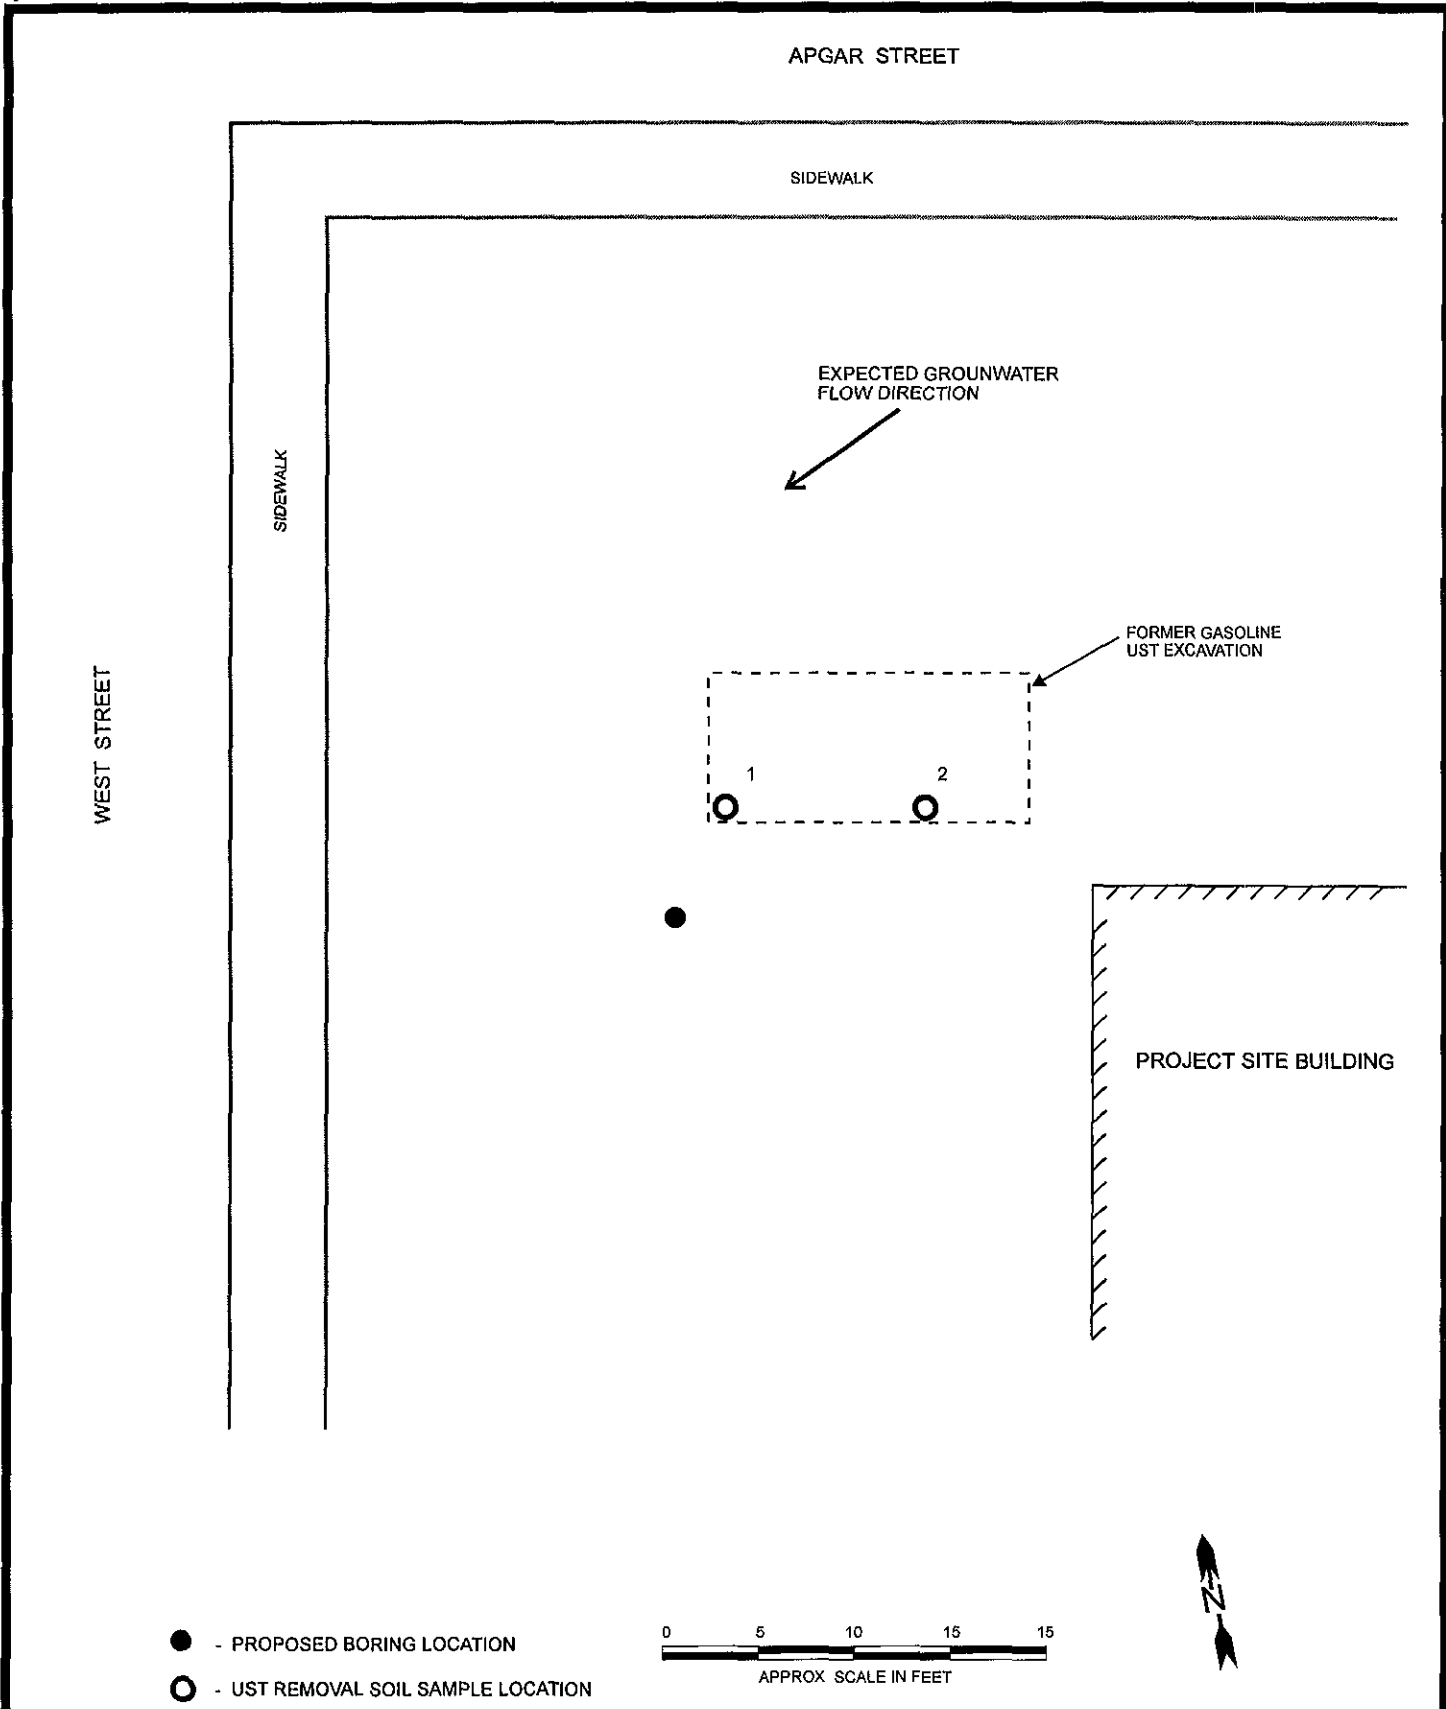 APGAR STREET
SIDEWALK
EXPECTED GROUNWATER
FLOW DIRECTION
SIDEWALK
FORMER GASOLINE
UST EXCAVATION
WEST STREET
1
2
PROJECT SITE BUILDING
N
- PROPOSED BORING LOCATION
0 5 10 15 15
APPROX SCALE IN FEET
- UST REMOVAL SOIL SAMPLE LOCATION